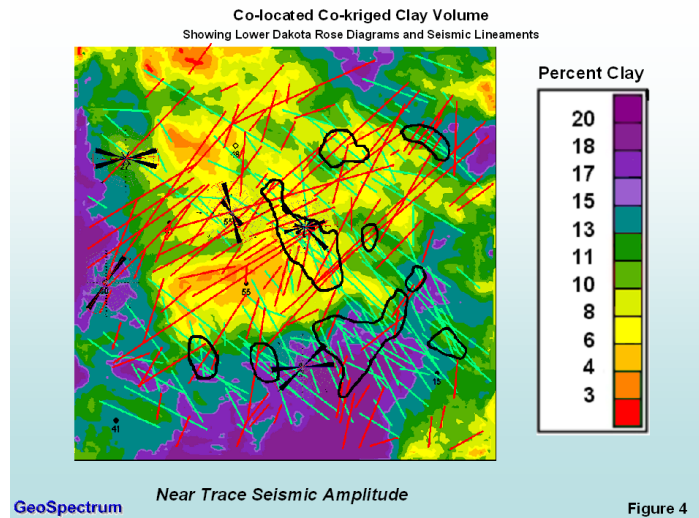 Co-located Co-kriged Clay Volume
Showing Lower Dakota Rose Diagrams and Seismic Lineaments
Percent Clay
20
18
17
15
13
11
10
8
6
4
3
48
27
55
15
41
Near Trace Seismic Amplitude
GeoSpectrum
Figure 4